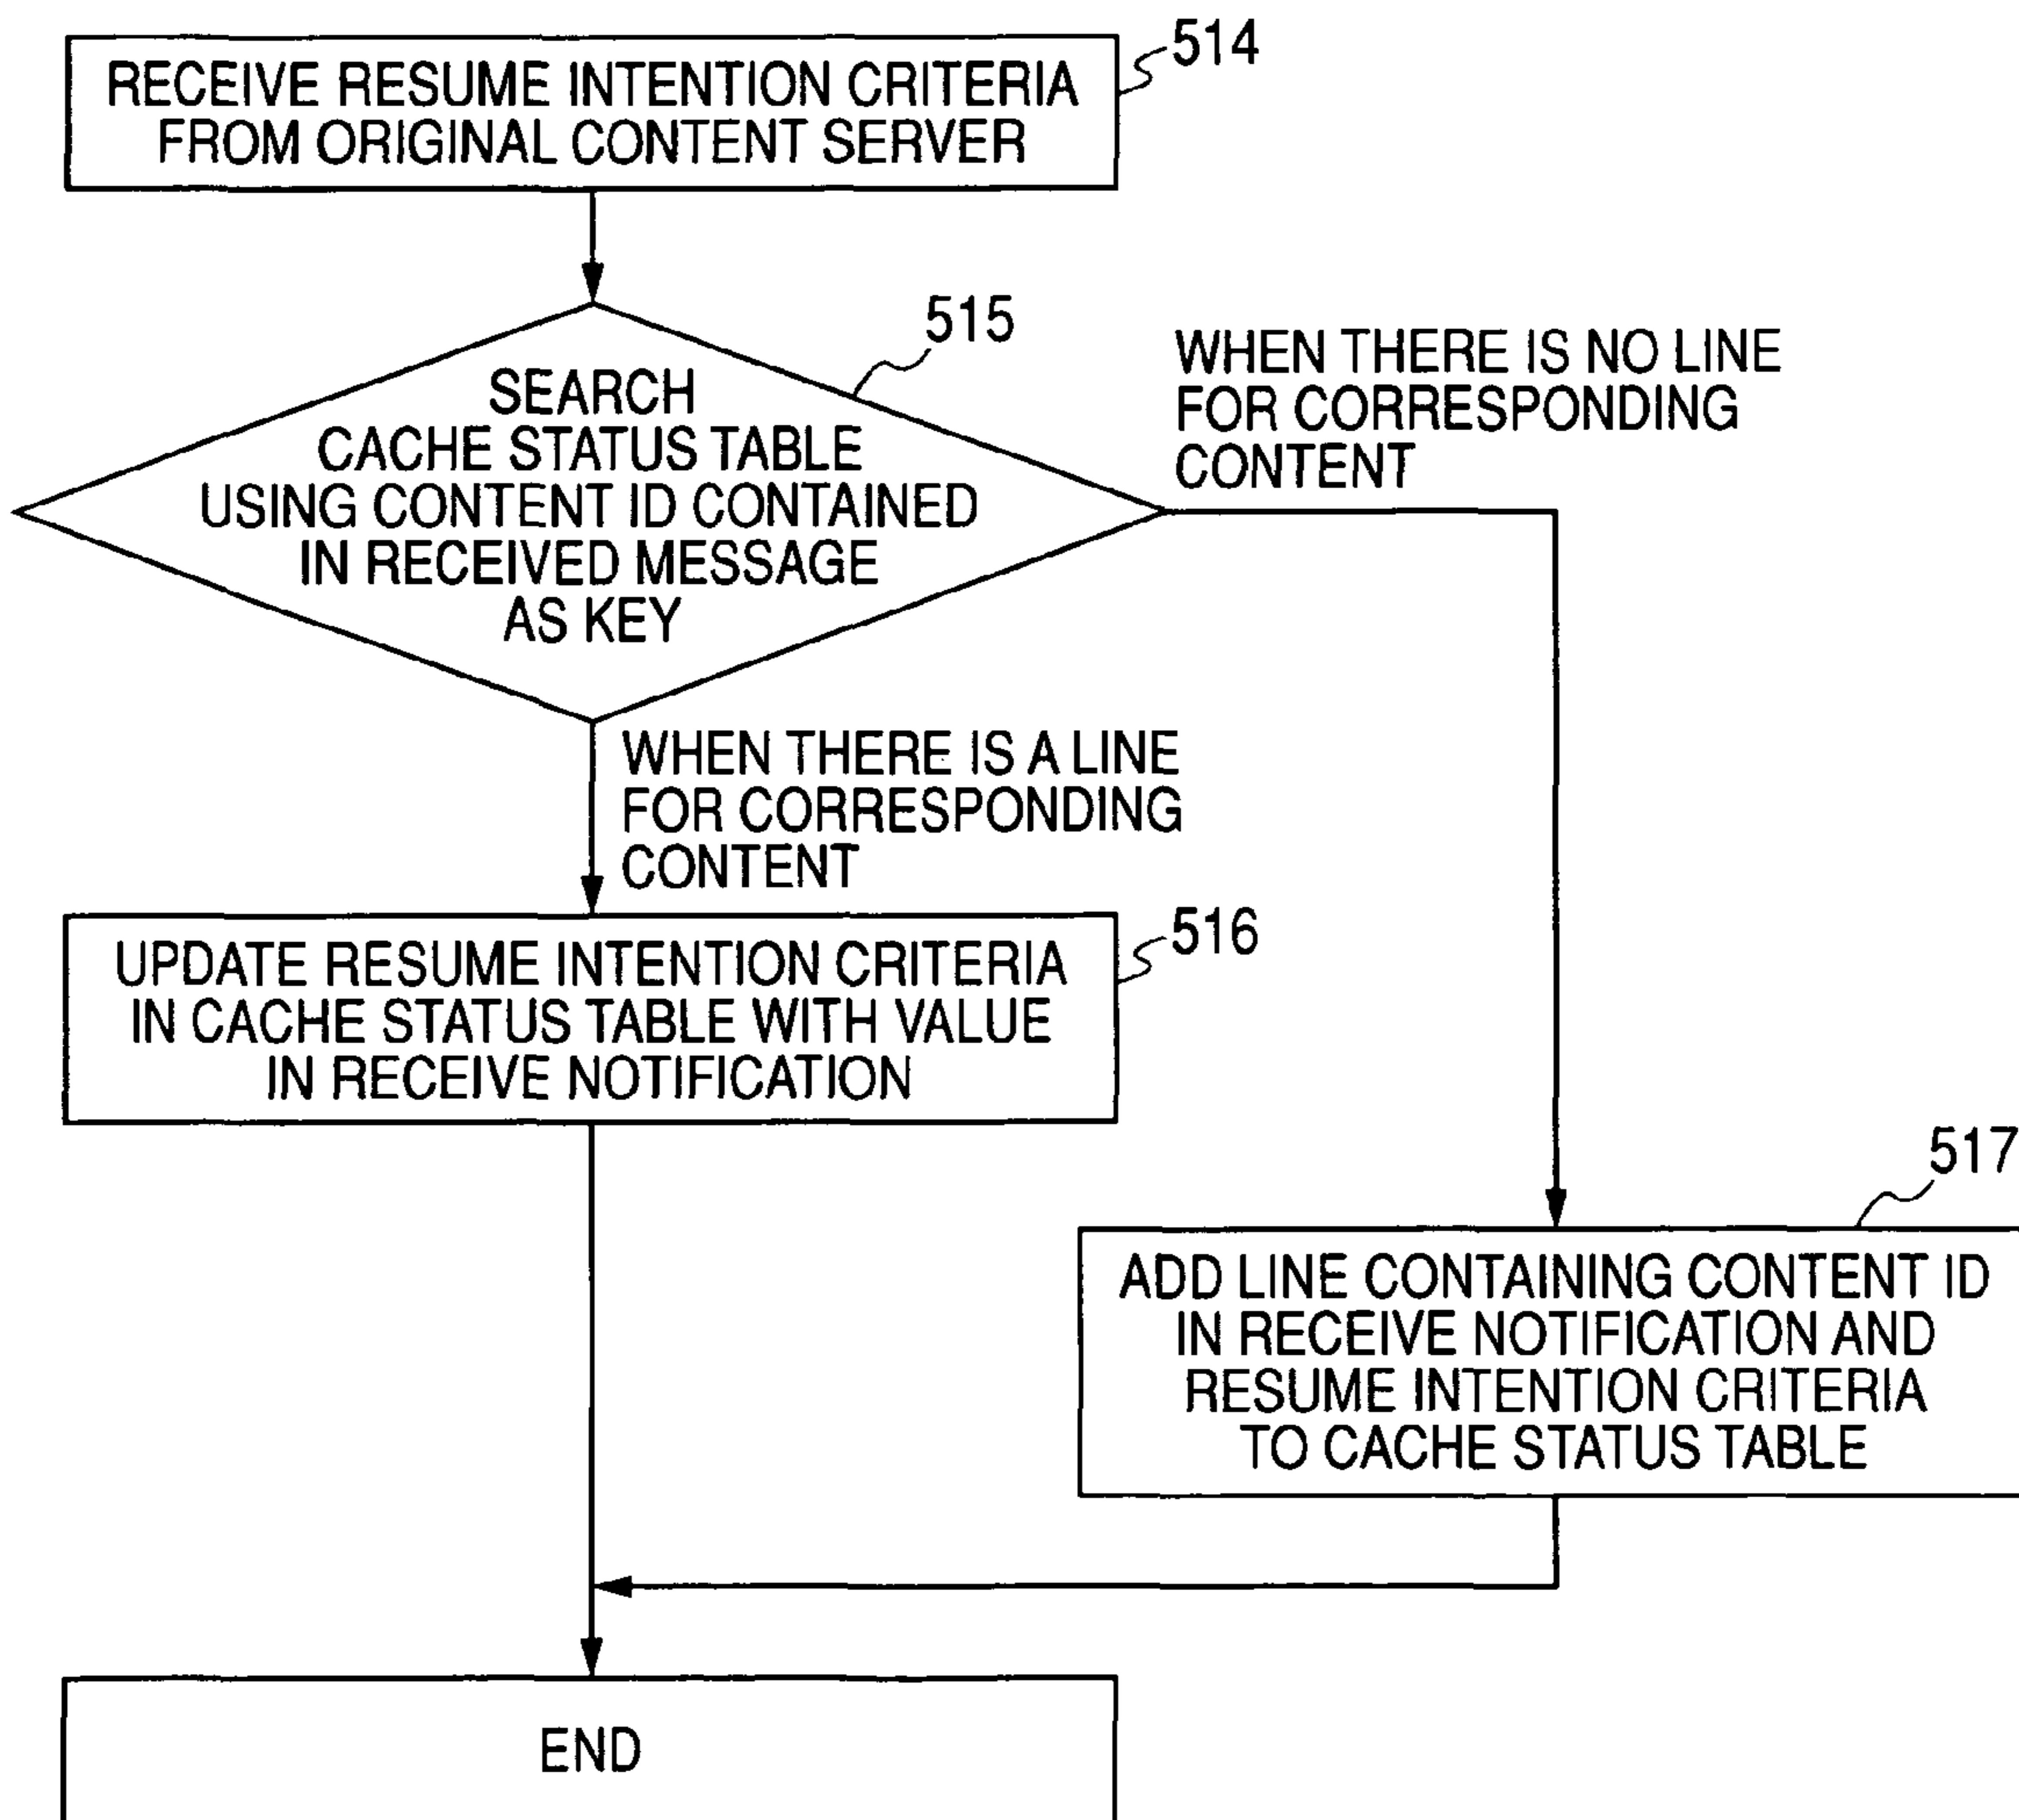 514
RECEIVE RESUME INTENTION CRITERIA
FROM ORIGINAL CONTENT SERVER
515
SEARCH
CACHE STATUS TABLE
USING CONTENT ID CONTAINED
IN RECEIVED MESSAGE
AS KEY
WHEN THERE IS NO LINE
FOR CORRESPONDING
CONTENT
WHEN THERE IS A LINE
FOR CORRESPONDING
CONTENT
516
UPDATE RESUME INTENTION CRITERIA
IN CACHE STATUS TABLE WITH VALUE
IN RECEIVE NOTIFICATION
517
ADD LINE CONTAINING CONTENT ID
IN RECEIVE NOTIFICATION AND
RESUME INTENTION CRITERIA
TO CACHE STATUS TABLE
END